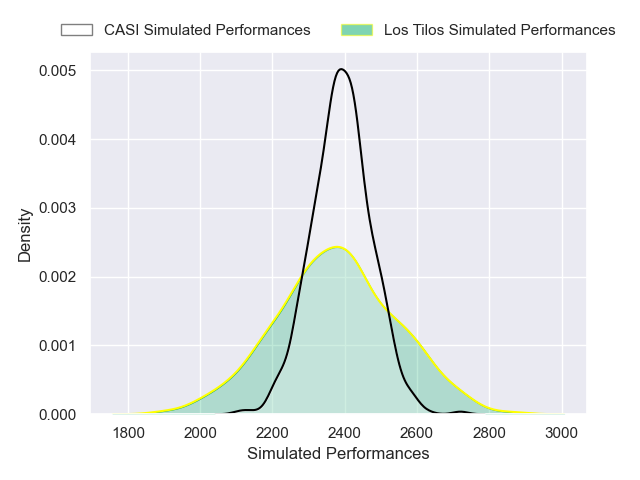 CASI Simulated Performances Los Tilos Simulated Performances
0.005
0.004
0.003
0.002
0.001
0.000
Density
1800 2000 2200 2400 2600 2800 3000
Simulated Performances